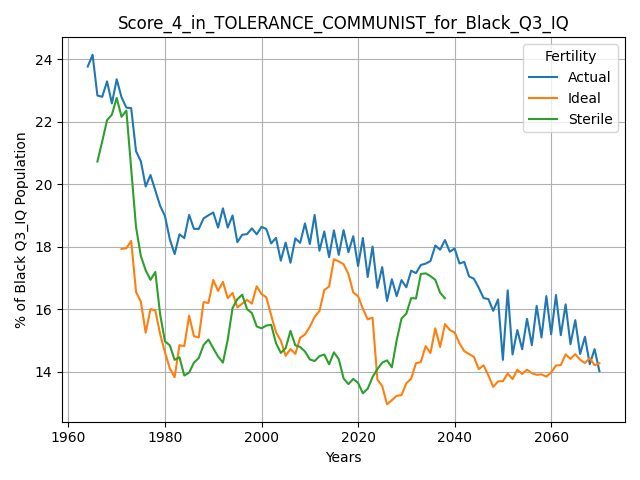 Score_4_in_TOLERANCE_COMMUNIST_for_Black_Q3_IQ
Fertility
Actual
Ideal
Sterile
% of Black Q3_IQ Population
24
22
20
18
16
14
1960
1980
2000
2020
2040
2060
Years